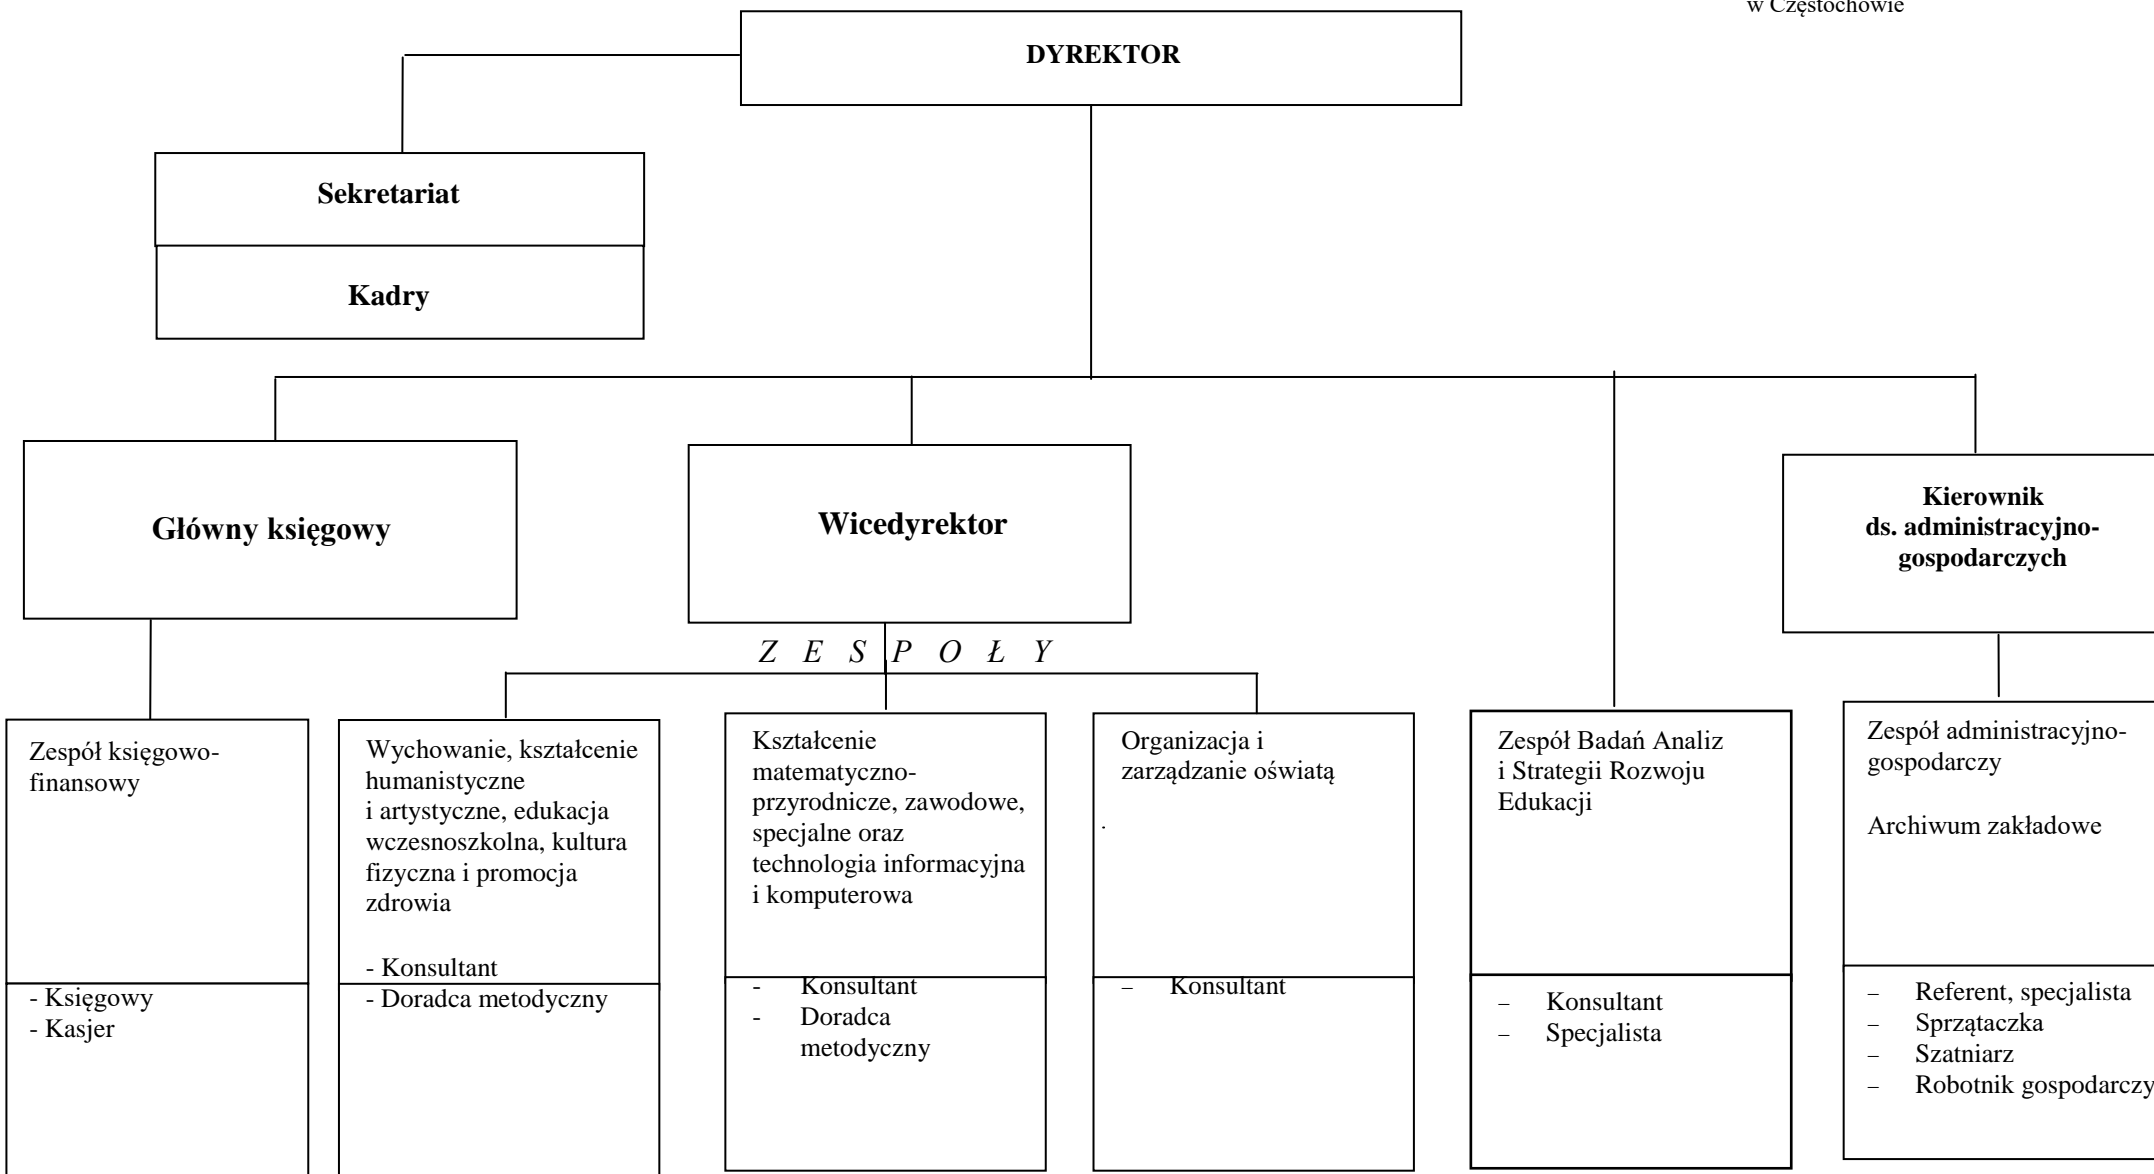 w Częstochowie
DYREKTOR
Sekretariat
Kadry
Główny księgowy
Wicedyrektor
Kierownik
ds. administracyjno-
gospodarczych
Z E S P O Ł Y
Zespół księgowo-
finansowy
- Księgowy
- Kasjer
Wychowanie, kształcenie
humanistyczne
i artystyczne, edukacja
wczesnoszkolna, kultura
fizyczna i promocja
zdrowia
- Konsultant
- Doradca metodyczny
Kształcenie
matematyczno-
przyrodnicze, zawodowe,
specjalne oraz
technologia informacyjna
i komputerowa
- Konsultant
- Doradca
metodyczny
Organizacja i
zarządzanie oświatą
.
– Konsultant
Zespół Badań Analiz
i Strategii Rozwoju
Edukacji
– Konsultant
– Specjalista
Zespół administracyjno-
gospodarczy
Archiwum zakładowe
– Referent, specjalista
– Sprzątaczka
– Szatniarz
– Robotnik gospodarczy